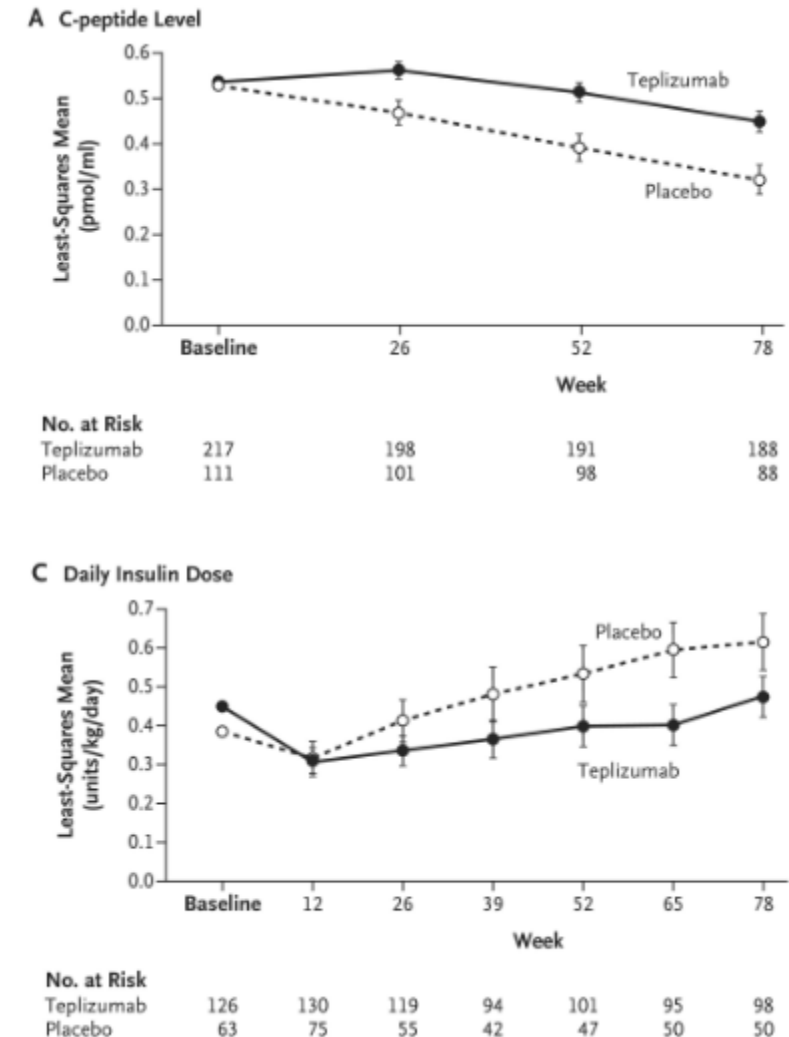 A C-peptide Level
Least-Squares Mean
(pmol/ml)
0.6
0.5
0.4
0.3
0.2
0.1
0.0
Teplizumab
Placebo
Baseline 26 52 78
Week
No. at Risk
Teplizumab 217 198 191 188
Placebo 111 101 98 88
C Daily Insulin Dose
Least-Squares Mean
(units/kg/day)
0.7
0.6
0.5
0.4
0.3
0.2
0.1
0.0
Placebo
Teplizumab
Baseline 12 26 39 52 65 78
Week
No. at Risk
Teplizumab 126 130 119 94 101 95 98
Placebo 63 75 55 42 47 50 50